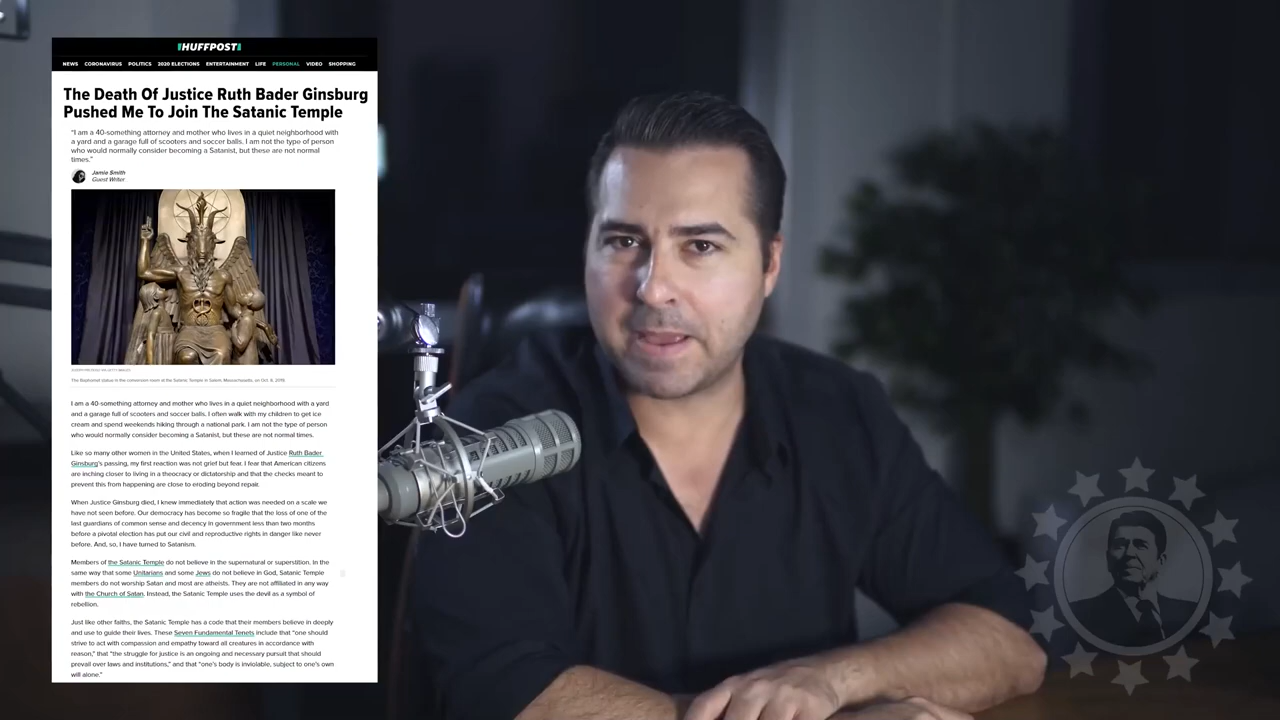 HUFFPOST
NEWS CORONAVIRUS POLITICS 2020 ELECTIONS ENTERTAINMENT LIFE PERSONAL VIDEO SHOPPING
The Death Of Justice Ruth Bader Ginsburg
Pushed Me To Join The Satanic Temple
“I am a 40-something attorney and mother who lives in a quiet neighborhood with
a yard and a garage full of scooters and soccer balls. I am not the type of person
who would normally consider becoming a Satanist, but these are not normal
times.”
Jamie Smith
Guest Writer
The Baphomet statue in the conversion room at the Satanic Temple in Salem, Massachusetts, on Oct. 8, 2019.
I am a 40-something attorney and mother who lives in a quiet neighborhood with a yard
and a garage full of scooters and soccer balls. I often walk with my children to get ice
cream and spend weekends hiking through a national park. I am not the type of person
who would normally consider becoming a Satanist, but these are not normal times.
Like so many other women in the United States, when I learned of Justice Ruth Bader
Ginsburg's passing, my first reaction was not grief but fear. I fear that American citizens
are inching closer to living in a theocracy or dictatorship and that the checks meant to
prevent this from happening are close to eroding beyond repair.
When Justice Ginsburg died, I knew immediately that action was needed on a scale we
have not seen before. Our democracy has become so fragile that the loss of one of the
last guardians of common sense and decency in government less than two months
before a pivotal election has put our civil and reproductive rights in danger like never
before. And, so, I have turned to Satanism.
Members of the Satanic Temple do not believe in the supernatural or superstition. In the
same way that some Unitarians and some Jews do not believe in God, Satanic Temple
members do not worship Satan and most are atheists. They are not affiliated in any way
with the Church of Satan. Instead, the Satanic Temple uses the devil as a symbol of
rebellion.
Just like other faiths, the Satanic Temple has a code that their members believe in deeply
and use to guide their lives. These Seven Fundamental Tenets include that “one should
strive to act with compassion and empathy toward all creatures in accordance with
reason,” that “the struggle for justice is an ongoing and necessary pursuit that should
prevail over laws and institutions,” and that “one's body is inviolable, subject to one's own
will alone.”